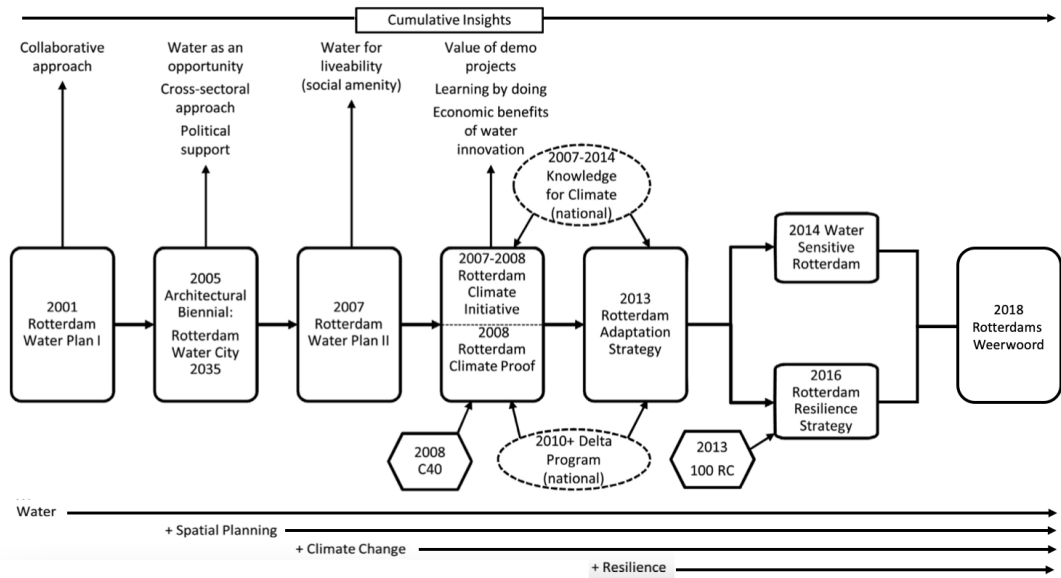 Cumulative Insights
Collaborative
approach
Water as an
opportunity
Cross-sectoral
approach
Political
support
Water for
liveability
(social amenity)
Value of demo
projects
Learning by doing
Economic benefits
of water
innovation
2007-2014
Knowledge
for Climate
(national)
2001
Rotterdam
Water Plan I
2005
Architectural
Biennial:
Rotterdam
Water City
2035
2007
Rotterdam
Water Plan II
2007-2008
Rotterdam
Climate
Initiative
2008
Rotterdam
Climate Proof
2013
Rotterdam
Adaptation
Strategy
2014 Water
Sensitive
Rotterdam
2016
Rotterdam
Resilience
Strategy
2018
Rotterdams
Weerwoord
2008
C40
2010+ Delta
Program
(national)
2013
100 RC
Water
+ Spatial Planning
+ Climate Change
+ Resilience